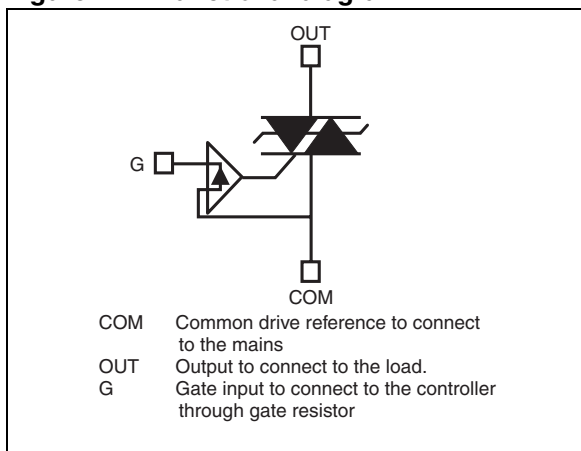 OUT
G
COM
COM Common drive reference to connect
to the mains
OUT Output to connect to the load.
G Gate input to connect to the controller
through gate resistor